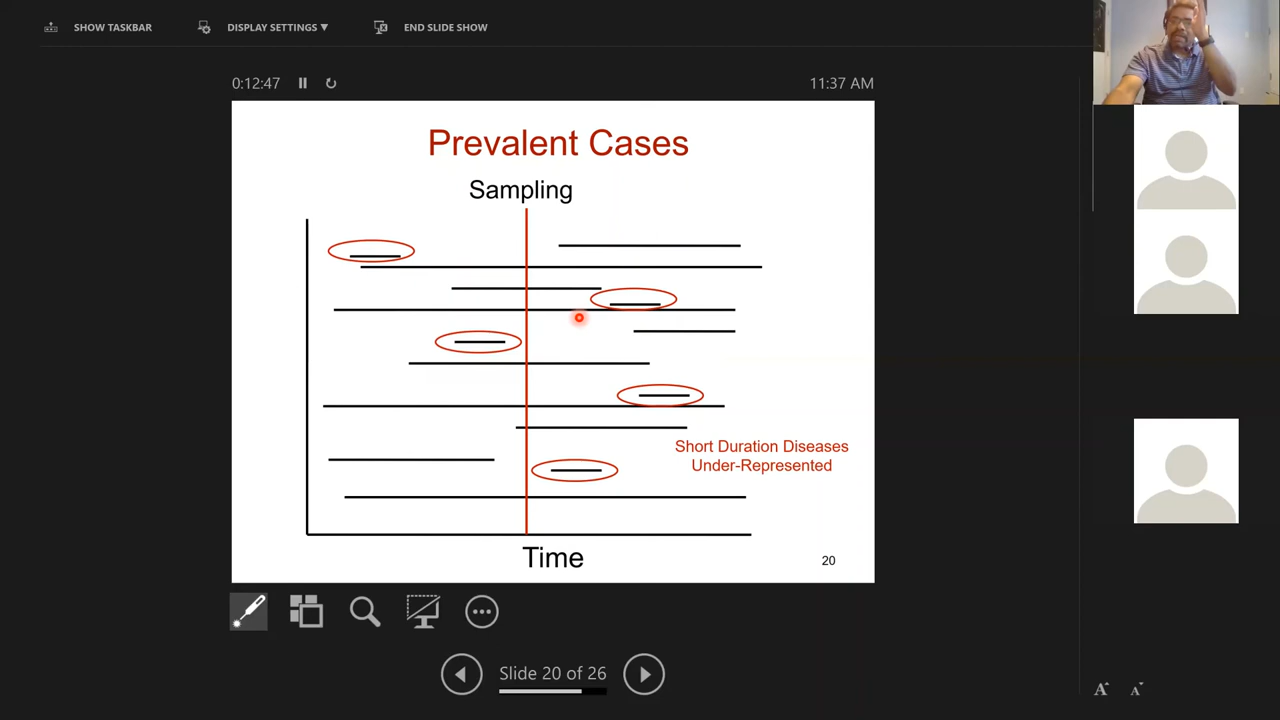 SHOW TASKBAR
DISPLAY SETTINGS ▼
END SLIDE SHOW
0:12:47
11:37 AM
Prevalent Cases
Sampling
Short Duration Diseases
Under-Represented
Time
20
Slide 20 of 26
A
A